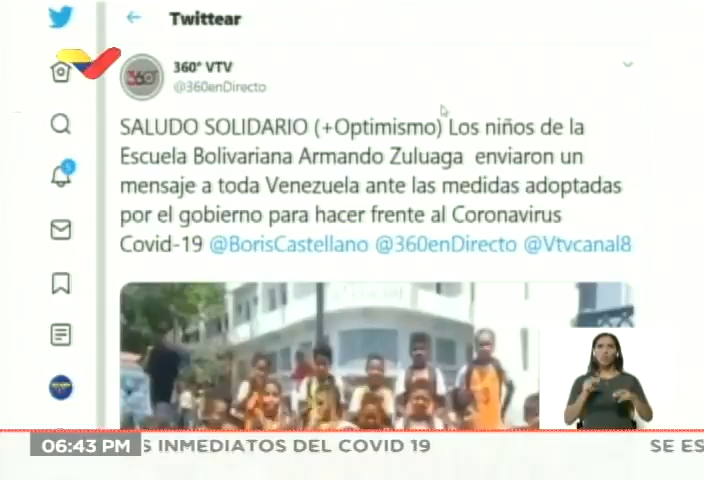 Twittear
360° VTV
@360enDirecto
SALUDO SOLIDARIO (+Optimismo) Los niños de la
Escuela Bolivariana Armando Zuluaga enviaron un
mensaje a toda Venezuela ante las medidas adoptadas
por el gobierno para hacer frente al Coronavirus
Covid-19 @BorisCastellano @360enDirecto @Vtvcanal8
06:43 PM S INMEDIATOS DEL COVID 19 SE ES